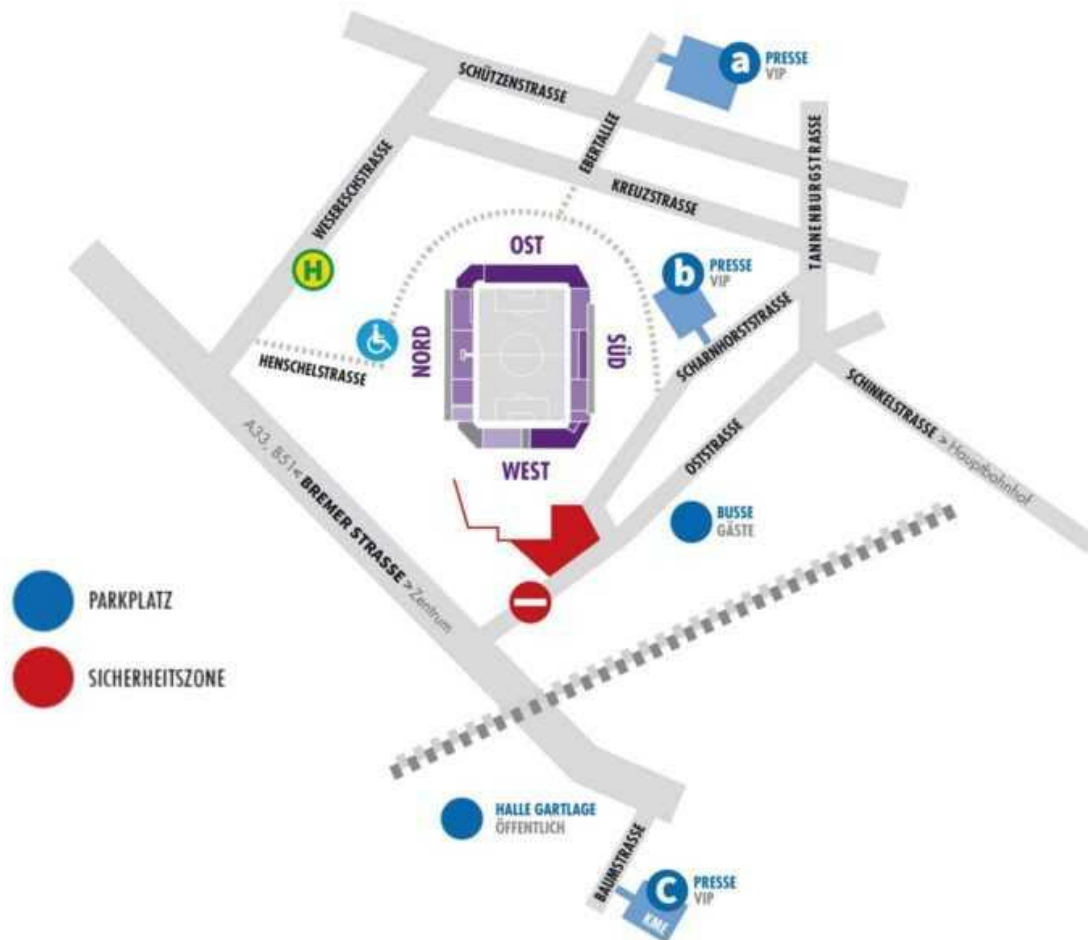 a
PRESSE
VIP
SCHÜTZENSTRASSE
EBERTALLEE
TANNENBURGSTRASSE
WESERESCHSTRASSE
KREUZSTRASSE
H
OST
b
PRESSE
VIP
NORD
SÜD
HENSCHELSTRASSE
SCHARNHORSTSTRASSE
WEST
OSTSTRASSE
SCHINKELSTRASSE > Hauptbahnhof
A33, B51 < BREMER STRASSE > Zentrum
BUSSE
GÄSTE
PARKPLATZ
SICHERHEITSZONE
HALLE GARTLAGE
ÖFFENTLICH
BAUMSTRASSE
C
PRESSE
VIP
KME